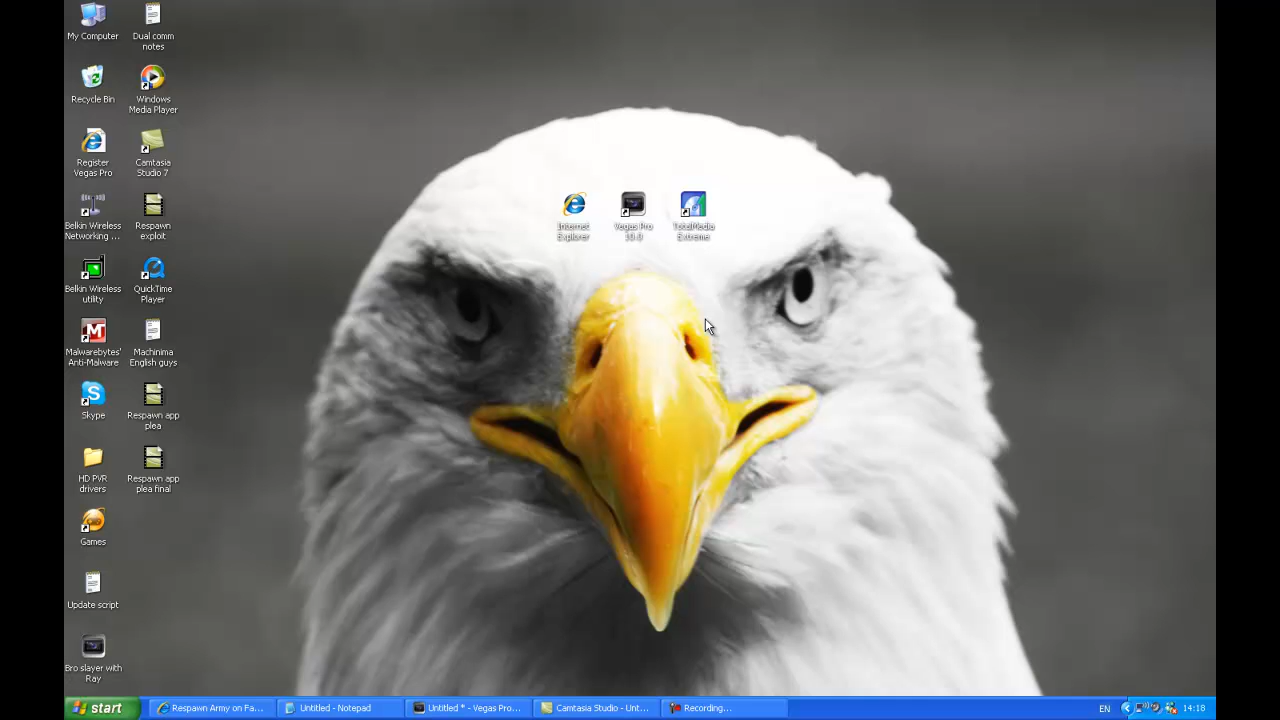 My Computer
Dual comm
notes
Recycle Bin
Windows
Media Player
Register
Vegas Pro
Camtasia
Studio 7
Belkin Wireless
Networking ...
Respawn
exploit
Belkin Wireless
utility
QuickTime
Player
Malwarebytes'
Anti-Malware
Machinima
English guys
Skype
Respawn app
plea
HD PVR
drivers
Respawn app
plea final
Games
Update script
Bro slayer with
Ray
Internet
Explorer
Vegas Pro
10.0
TotalMedia
Extreme
start
Respawn Army on Fa...
Untitled - Notepad
Untitled * - Vegas Pro...
Camtasia Studio - Unt...
Recording...
EN
14:18